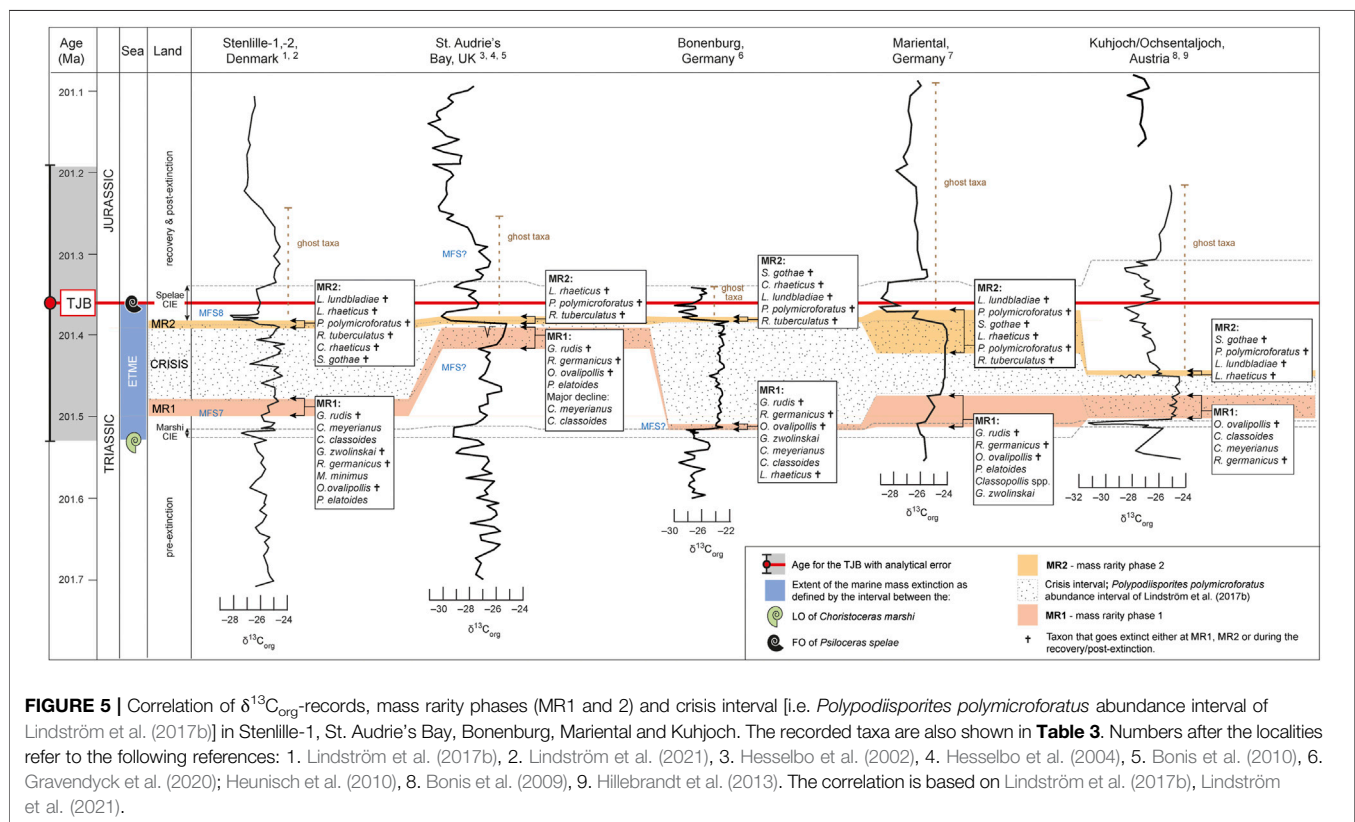 Age
(Ma)
Sea
Land
Stenlille-1,-2,
Denmark 1, 2
St. Audrie's
Bay, UK 3, 4, 5
Bonenburg,
Germany 6
Mariental,
Germany 7
Kuhjoch/Ochsentaljoch,
Austria 8, 9
201.1
201.2
201.3
TJB
201.4
201.5
201.6
201.7
JURASSIC
TRIASSIC
ETME
recovery & post-extinction
Spelae
CIE
MR2
CRISIS
MR1
Marshi
CIE
pre-extinction
ghost taxa
MFS8
MFS7
MR2:
L. lundbladiae ✝
L. rhaeticus ✝
P. polymicroforatus ✝
R. tuberculatus ✝
C. rhaeticus ✝
S. gothae ✝
MR1:
G. rudis ✝
C. meyerianus
C. classoides
G. zwolinskai ✝
R. germanicus ✝
M. minimus
O. ovalipollis ✝
P. elatoides
−28 −26 −24
δ13Corg
ghost taxa
MFS?
MFS?
MR2:
L. rhaeticus ✝
P. polymicroforatus ✝
R. tuberculatus ✝
MR1:
G. rudis ✝
R. germanicus ✝
O. ovalipollis ✝
P. elatoides
Major decline:
C. meyerianus
C. classoides
−30 −28 −26 −24
δ13Corg
ghost
taxa
MFS?
MR2:
S. gothae ✝
C. rhaeticus ✝
L. lundbladiae ✝
P. polymicroforatus ✝
R. tuberculatus ✝
MR1:
G. rudis ✝
R. germanicus ✝
O. ovalipollis ✝
G. zwolinskai
C. meyerianus
C. classoides
L. rhaeticus ✝
−30 −26 −22
δ13Corg
ghost taxa
MR2:
L. lundbladiae ✝
P. polymicroforatus ✝
S. gothae ✝
L. rhaeticus ✝
P. polymicroforatus ✝
R. tuberculatus ✝
MR1:
G. rudis ✝
R. germanicus ✝
O. ovalipollis ✝
P. elatoides
Classopollis spp.
G. zwolinskai
−28 −26 −24
δ13Corg
ghost taxa
MR2:
S. gothae ✝
P. polymicroforatus ✝
L. lundbladiae ✝
L. rhaeticus ✝
MR1:
O. ovalipollis ✝
C. classoides
C. meyerianus
R. germanicus ✝
−32 −30 −28 −26 −24
δ13Corg
Age for the TJB with analytical error
Extent of the marine mass extinction as
defined by the interval between the:
LO of Choristoceras marshi
FO of Psiloceras spelae
MR2 - mass rarity phase 2
Crisis interval; Polypodiisporites polymicroforatus
abundance interval of Lindström et al. (2017b)
MR1 - mass rarity phase 1
✝ Taxon that goes extinct either at MR1, MR2 or during the
recovery/post-extinction.
FIGURE 5 | Correlation of δ13Corg-records, mass rarity phases (MR1 and 2) and crisis interval [i.e. Polypodiisporites polymicroforatus abundance interval of
Lindström et al. (2017b)] in Stenlille-1, St. Audrie's Bay, Bonenburg, Mariental and Kuhjoch. The recorded taxa are also shown in Table 3. Numbers after the localities
refer to the following references: 1. Lindström et al. (2017b), 2. Lindström et al. (2021), 3. Hesselbo et al. (2002), 4. Hesselbo et al. (2004), 5. Bonis et al. (2010), 6.
Gravendyck et al. (2020); Heunisch et al. (2010), 8. Bonis et al. (2009), 9. Hillebrandt et al. (2013). The correlation is based on Lindström et al. (2017b), Lindström
et al. (2021).